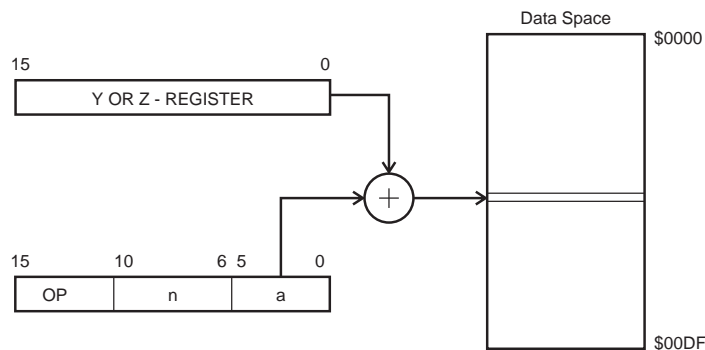 Data Space
$0000
15 0
Y OR Z - REGISTER
+
15 10 6 5 0
OP n a
$00DF